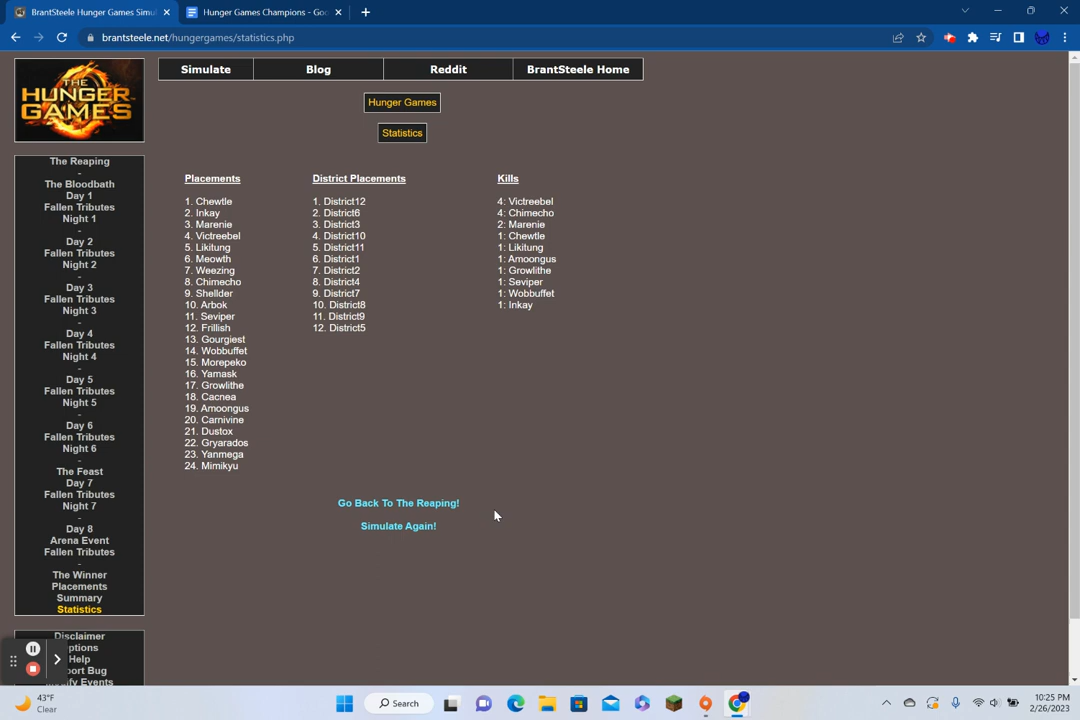 BrantSteele Hunger Games Simu
Hunger Games Champions - Goo
brantsteele.net/hungergames/statistics.php
THE HUNGER GAMES
Simulate
Blog
Reddit
BrantSteele Home
Hunger Games
Statistics
The Reaping
-
The Bloodbath
Day 1
Fallen Tributes
Night 1
-
Day 2
Fallen Tributes
Night 2
-
Day 3
Fallen Tributes
Night 3
-
Day 4
Fallen Tributes
Night 4
-
Day 5
Fallen Tributes
Night 5
-
Day 6
Fallen Tributes
Night 6
-
The Feast
Day 7
Fallen Tributes
Night 7
-
Day 8
Arena Event
Fallen Tributes
-
The Winner
Placements
Summary
Statistics
Disclaimer
ptions
Help
port Bug
Modify Events
Placements
1. Chewtle
2. Inkay
3. Marenie
4. Victreebel
5. Likitung
6. Meowth
7. Weezing
8. Chimecho
9. Shellder
10. Arbok
11. Seviper
12. Frillish
13. Gourgiest
14. Wobbuffet
15. Morepeko
16. Yamask
17. Growlithe
18. Cacnea
19. Amoongus
20. Carnivine
21. Dustox
22. Gryarados
23. Yanmega
24. Mimikyu
District Placements
1. District12
2. District6
3. District3
4. District10
5. District11
6. District1
7. District2
8. District4
9. District7
10. District8
11. District9
12. District5
Kills
4: Victreebel
4: Chimecho
2: Marenie
1: Chewtle
1: Likitung
1: Amoongus
1: Growlithe
1: Seviper
1: Wobbuffet
1: Inkay
Go Back To The Reaping!
Simulate Again!
43°F
Clear
Search
10:25 PM
2/26/2023